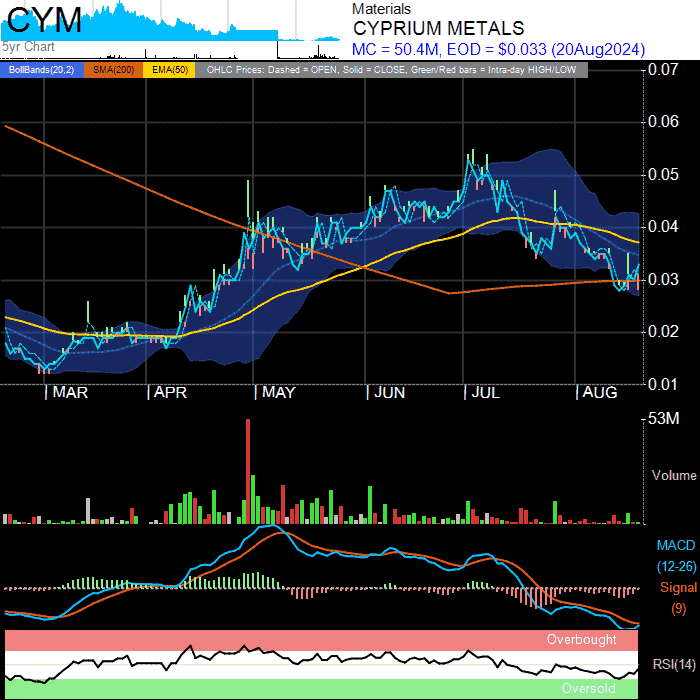 CYM
5yr Chart
Materials
CYPRIUM METALS
MC = 50.4M, EOD = $0.033 (20Aug2024)
BollBands(20,2) SMA(200) EMA(50) OHLC Prices: Dashed = OPEN, Solid = CLOSE, Green/Red bars = Intra-day HIGH/LOW
0.07
0.06
0.05
0.04
0.03
0.02
0.01
MAR APR MAY JUN JUL AUG
53M
Volume
MACD
(12-26)
Signal
(9)
Overbought
RSI(14)
Oversold